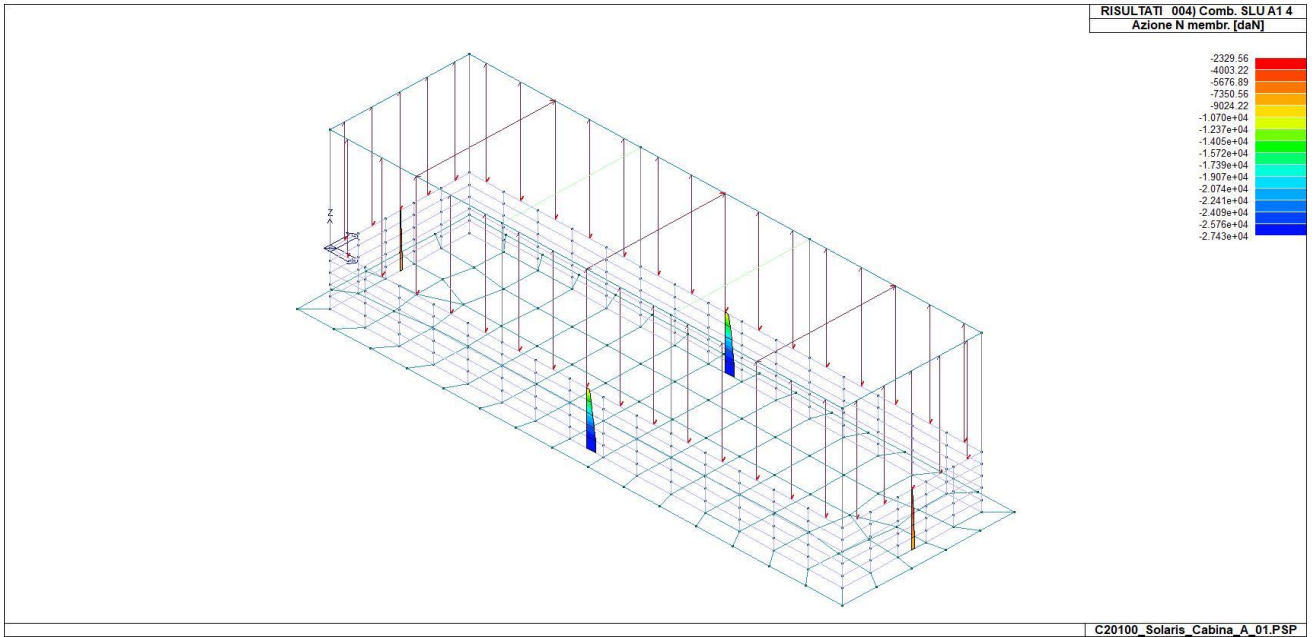 RISULTATI 004) Comb. SLU A1 4
Azione N membr. [daN]
-2329.56
-4003.22
-5676.89
-7350.56
-9024.22
-1.070e+04
-1.237e+04
-1.405e+04
-1.572e+04
-1.739e+04
-1.907e+04
-2.074e+04
-2.241e+04
-2.409e+04
-2.576e+04
-2.743e+04
Z
C20100_Solaris_Cabina_A_01.PSP